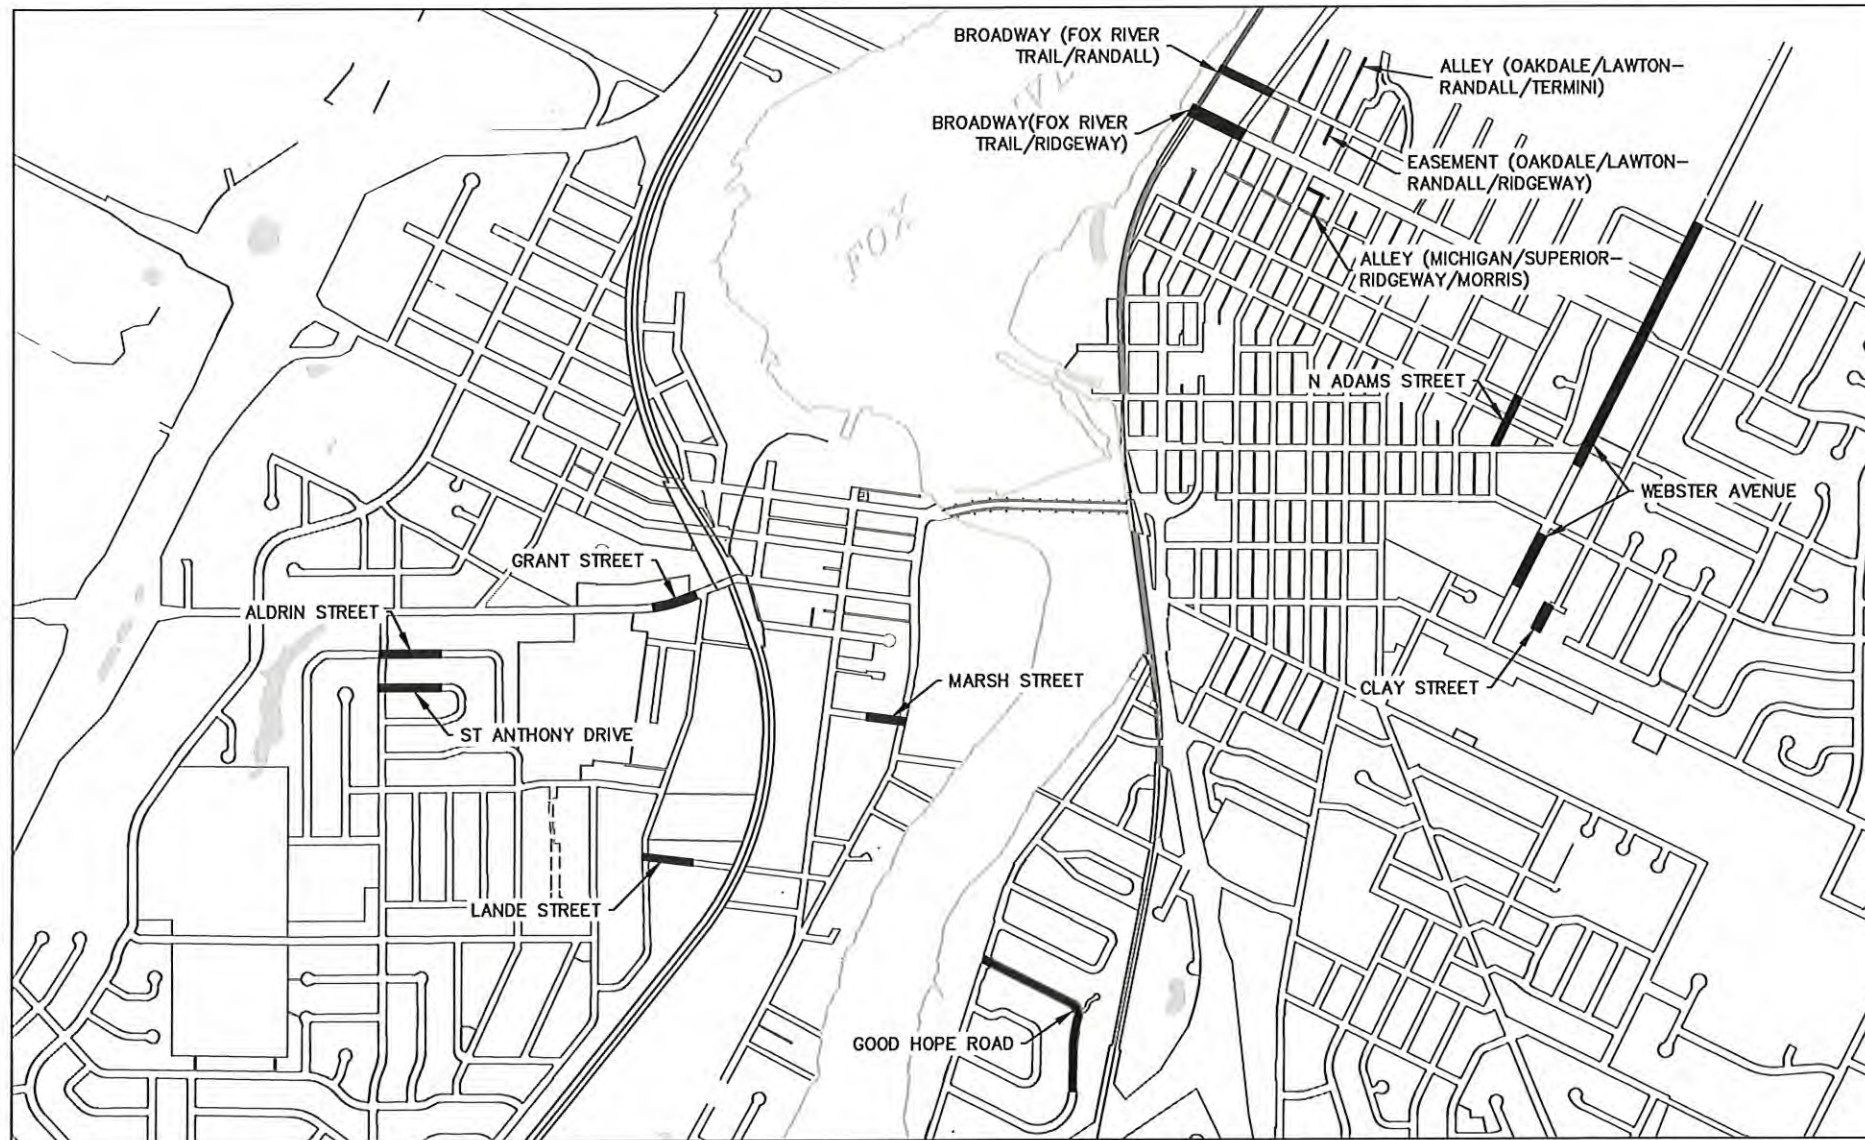 BROADWAY (FOX RIVER
TRAIL/RANDALL)
ALLEY (OAKDALE/LAWTON-
RANDALL/TERMINI)
BROADWAY(FOX RIVER
TRAIL/RIDGEWAY)
EASEMENT (OAKDALE/LAWTON-
RANDALL/RIDGEWAY)
FOX
ALLEY (MICHIGAN/SUPERIOR-
RIDGEWAY/MORRIS)
N ADAMS STREET
WEBSTER AVENUE
GRANT STREET
ALDRIN STREET
MARSH STREET
CLAY STREET
ST ANTHONY DRIVE
LANDE STREET
GOOD HOPE ROAD